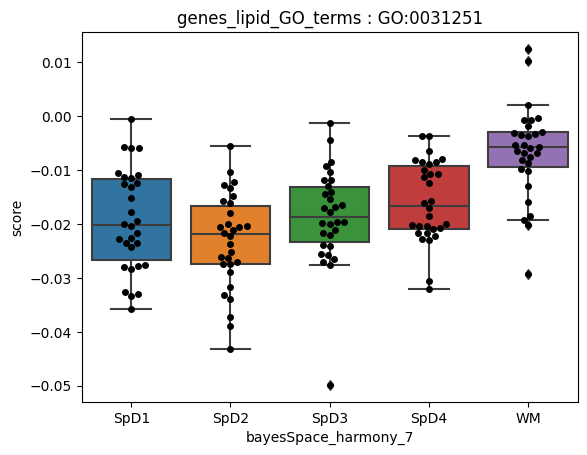 genes_lipid_GO_terms : GO:0031251
0.01
0.00
−0.01
−0.02
−0.03
−0.04
−0.05
score
SpD1 SpD2 SpD3 SpD4 WM
bayesSpace_harmony_7